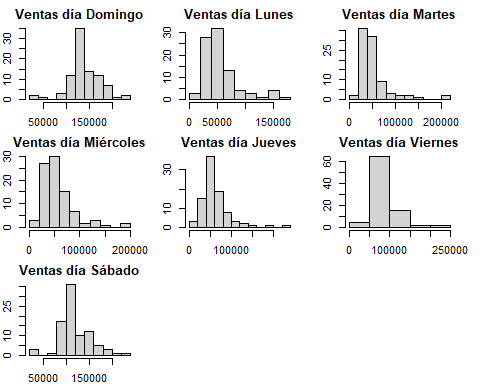 Ventas día Domingo
0 10 20 30
50000 150000
Ventas día Lunes
0 10 30
0 50000 150000
Ventas día Martes
0 10 25
0 100000 200000
Ventas día Miércoles
0 10 20 30
0 100000 200000
Ventas día Jueves
0 10 30
0 100000
Ventas día Viernes
0 20 40 60
0 100000 250000
Ventas día Sábado
0 10 25
50000 150000